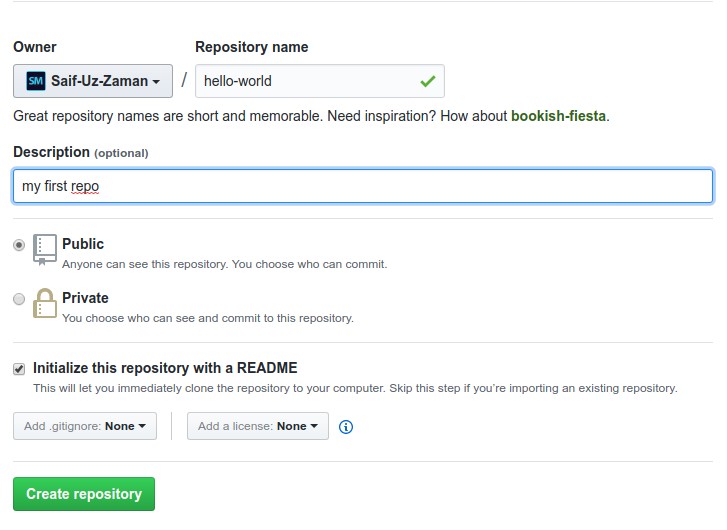 Owner Repository name
SM Saif-Uz-Zaman / hello-world
Great repository names are short and memorable. Need inspiration? How about bookish-fiesta.
Description (optional)
my first repo
Public
Anyone can see this repository. You choose who can commit.
Private
You choose who can see and commit to this repository.
Initialize this repository with a README
This will let you immediately clone the repository to your computer. Skip this step if you’re importing an existing repository.
Add .gitignore: None Add a license: None
Create repository